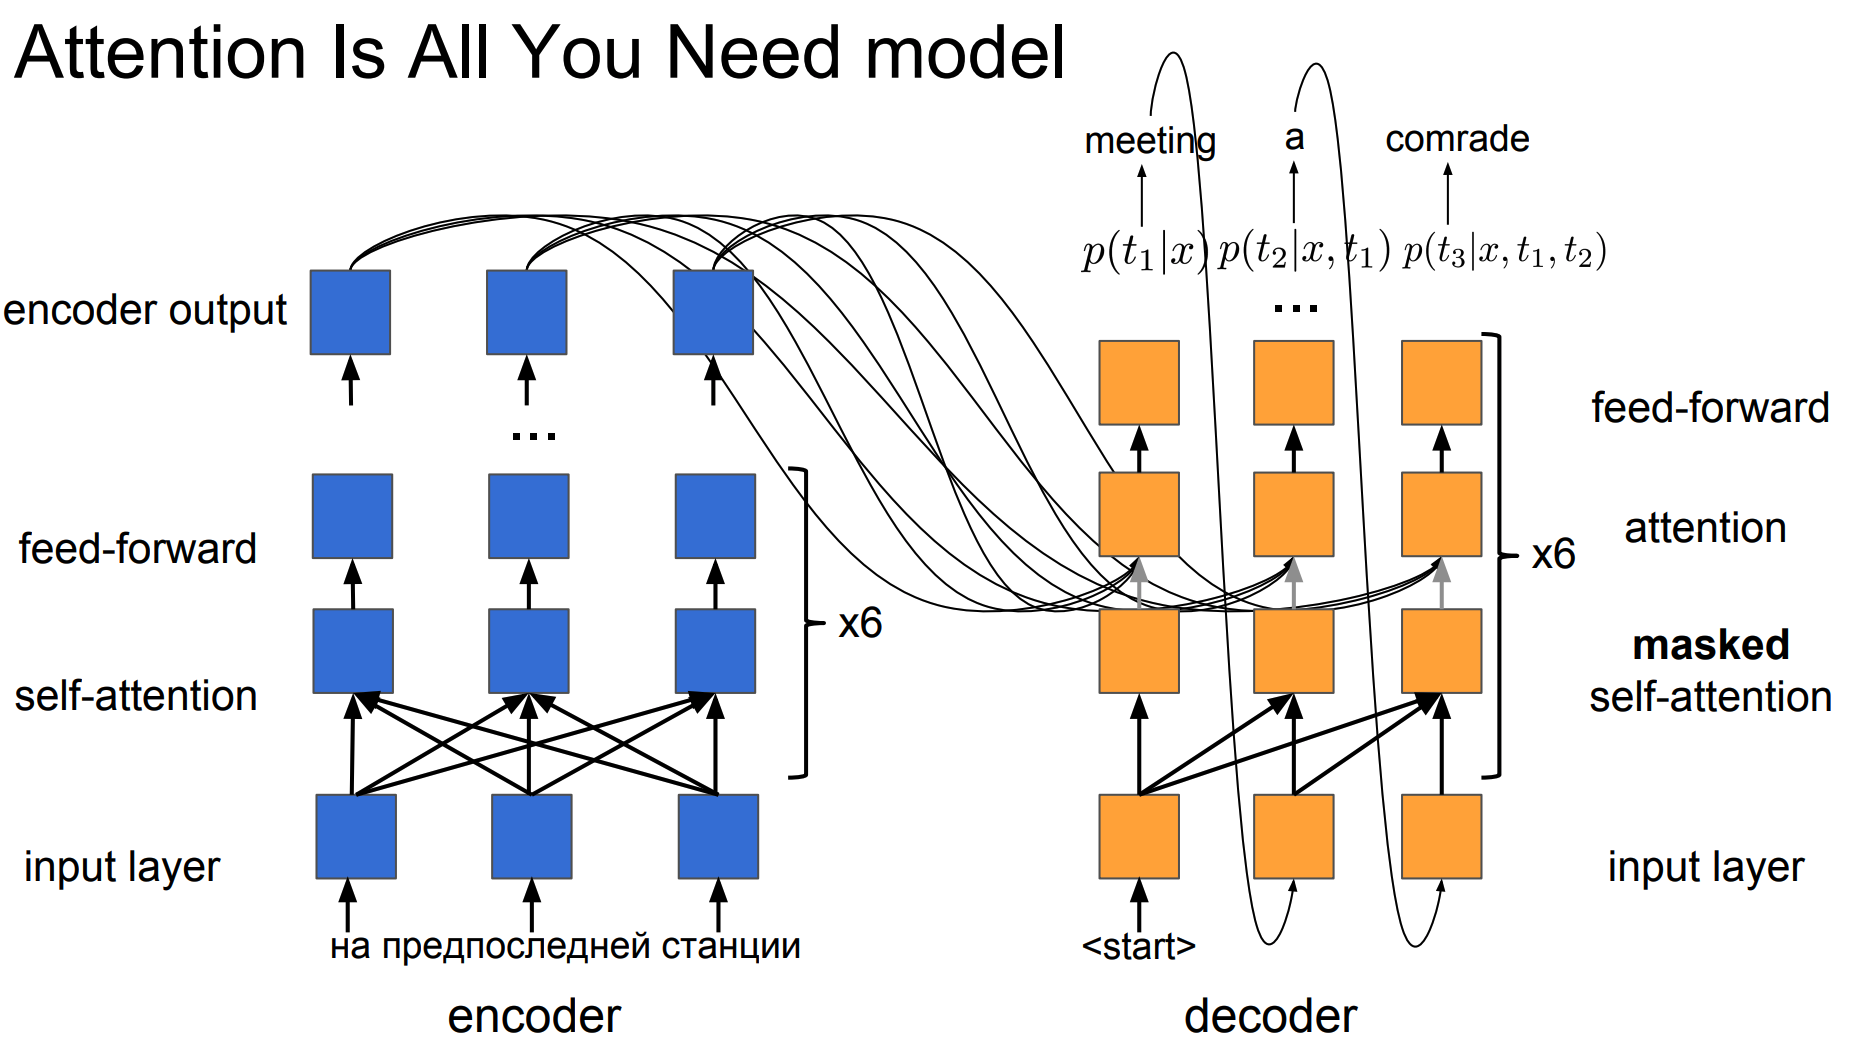 Attention Is All You Need model
encoder output
...
feed-forward
self-attention
x6
input layer
на предпоследней станции
encoder
meeting a comrade
p(t₁|x) p(t₂|x, t₁) p(t₃|x, t₁, t₂)
...
feed-forward
attention
x6
masked
self-attention
input layer
<start>
decoder